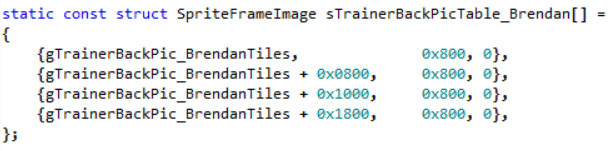 static const struct SpriteFrameImage sTrainerBackPicTable_Brendan[] =
{
    {gTrainerBackPic_BrendanTiles,          0x800, 0},
    {gTrainerBackPic_BrendanTiles + 0x0800, 0x800, 0},
    {gTrainerBackPic_BrendanTiles + 0x1000, 0x800, 0},
    {gTrainerBackPic_BrendanTiles + 0x1800, 0x800, 0},
};